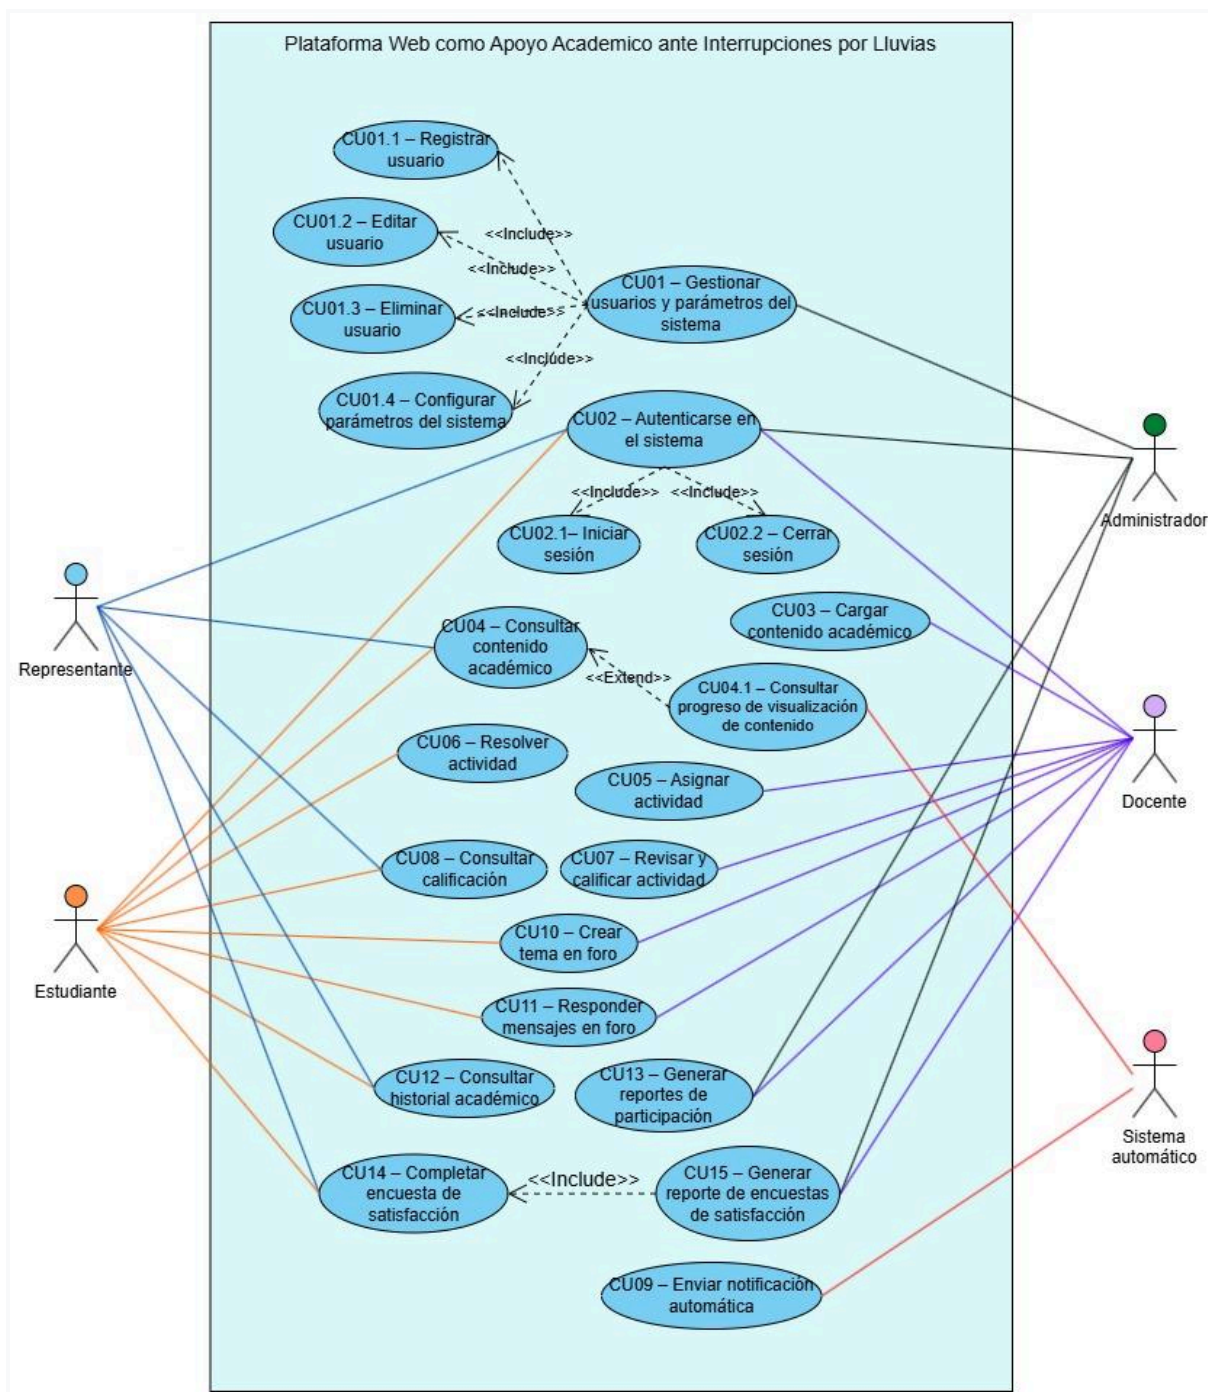 Plataforma Web como Apoyo Academico ante Interrupciones por Lluvias
CU01.1 – Registrar
usuario
CU01.2 – Editar
usuario
<<Include>>
<<Include>>
CU01 – Gestionar
usuarios y parámetros del
sistema
CU01.3 – Eliminar
usuario
<<Include>>
<<Include>>
CU01.4 – Configurar
parámetros del sistema
CU02 – Autenticarse en
el sistema
<<Include>>
<<Include>>
CU02.1– Iniciar
sesión
CU02.2 – Cerrar
sesión
Administrador
Representante
CU03 – Cargar
contenido académico
CU04 – Consultar
contenido
académico
<<Extend>>
CU04.1 – Consultar
progreso de visualización
de contenido
CU06 – Resolver
actividad
CU05 – Asignar
actividad
Docente
CU08 – Consultar
calificación
CU07 – Revisar y
calificar actividad
CU10 – Crear
tema en foro
Estudiante
CU11 – Responder
mensajes en foro
CU12 – Consultar
historial académico
CU13 – Generar
reportes de
participación
Sistema
automático
CU14 – Completar
encuesta de
satisfacción
<<Include>>
CU15 – Generar
reporte de encuestas
de satisfacción
CU09 – Enviar notificación
automática